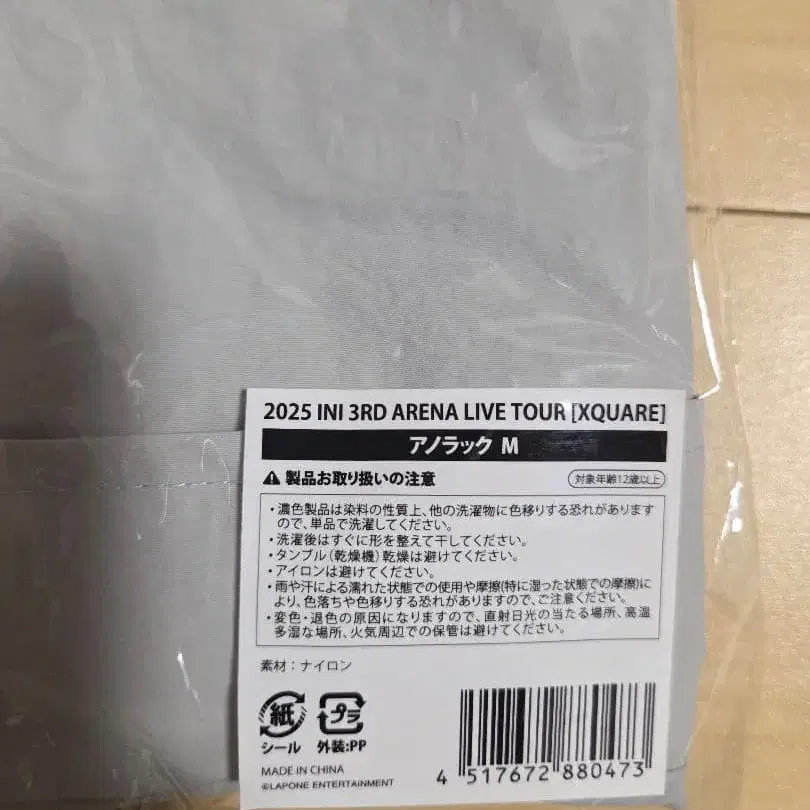 2025 INI 3RD ARENA LIVE TOUR [XQUARE]
アノラック M
製品お取り扱いの注意
対象年齢12歳以上
・濃色製品は染料の性質上、他の洗濯物に色移りする恐れがあります
ので、単品で洗濯してください。
・洗濯後はすぐに形を整えて干してください。
・タンブル(乾燥機)乾燥は避けてください。
・アイロンは避けてください。
・雨や汗による濡れた状態での使用や摩擦(特に湿った状態での摩擦)に
より、色落ちや色移りする恐れがありますので、ご注意ください。
・変色・退色の原因になりますので、直射日光の当たる場所、高温
多湿な場所、火気周辺での保管は避けてください。
素材：ナイロン
紙
シール
プラ
外装:PP
MADE IN CHINA
©LAPONE ENTERTAINMENT
4 517672 880473